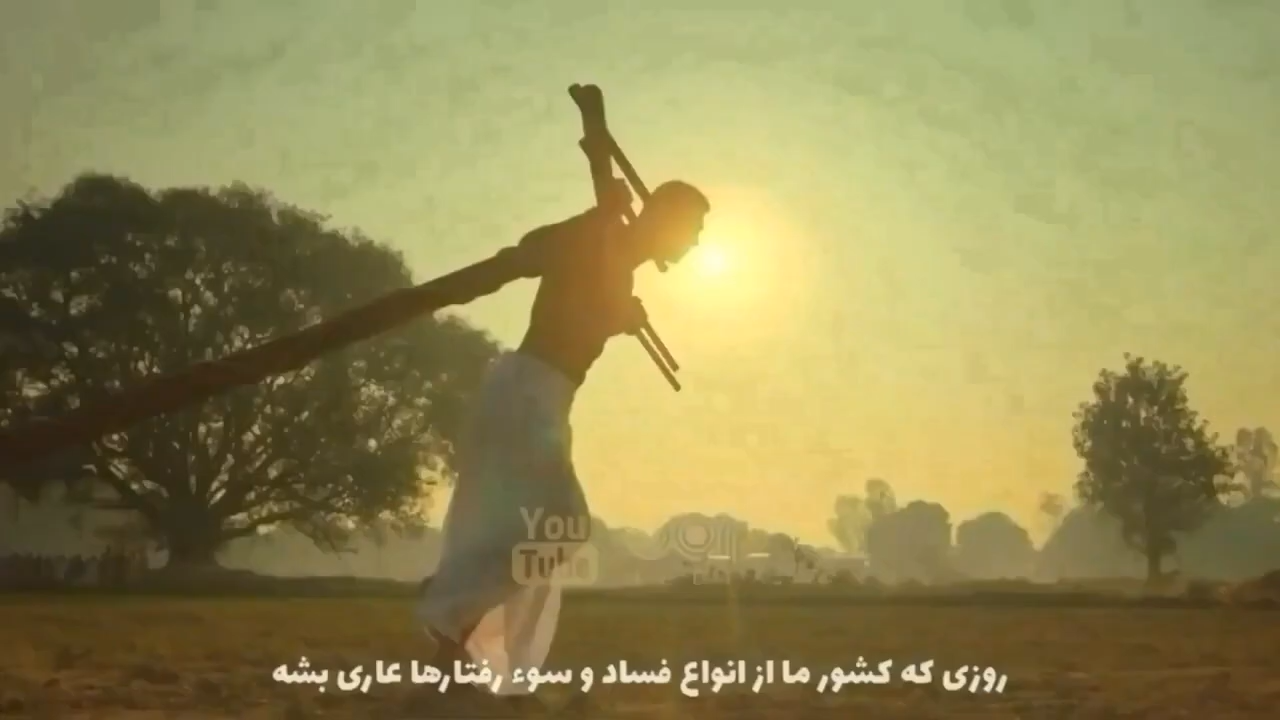 You
Tube
روزی که کشور ما از انواع فساد و سوء رفتارها عاری بشه